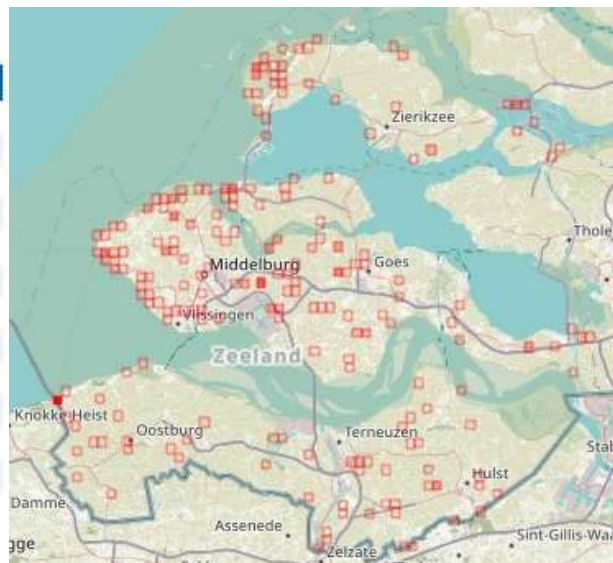 Zierikzee
Thole
Middelburg
Goes
Vlissingen
Zeeland
Knokke-Heist
Oostburg
Terneuzen
Hulst
Stab
Damme
Assenede
gge
Zelzate
Sint-Gillis-Waa